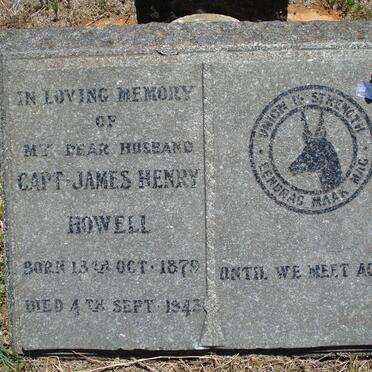 IN LOVING MEMORY
OF
MY DEAR HUSBAND
CAPT. JAMES HENRY
HOWELL
BORN 13TH OCT. 1879
DIED 4TH SEPT. 1943
UNION IS STRENGTH
EENDRAG MAAK MAG
UNTIL WE MEET AG